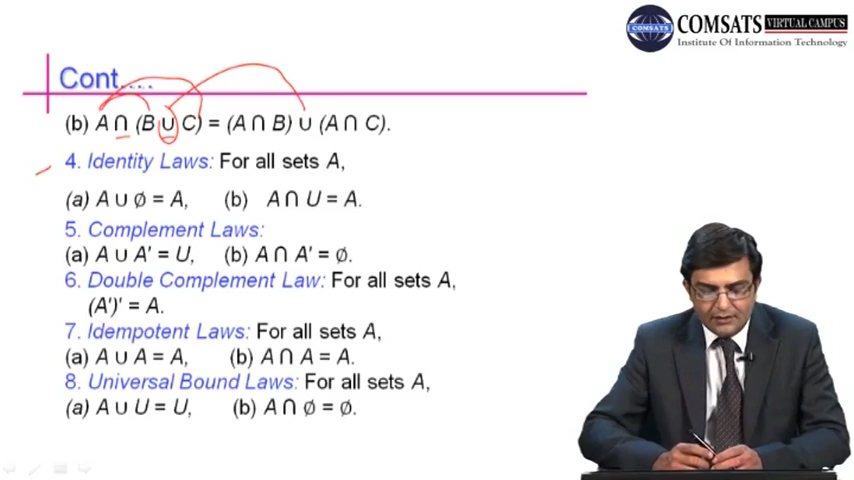 COMSATS VIRTUAL CAMPUS
Institute Of Information Technology
COMSATS
Cont....
(b) A ∩ (B ∪ C) = (A ∩ B) ∪ (A ∩ C).
4. Identity Laws: For all sets A,
(a) A ∪ ∅ = A, (b) A ∩ U = A.
5. Complement Laws:
(a) A ∪ A' = U, (b) A ∩ A' = ∅.
6. Double Complement Law: For all sets A,
(A')' = A.
7. Idempotent Laws: For all sets A,
(a) A ∪ A = A, (b) A ∩ A = A.
8. Universal Bound Laws: For all sets A,
(a) A ∪ U = U, (b) A ∩ ∅ = ∅.